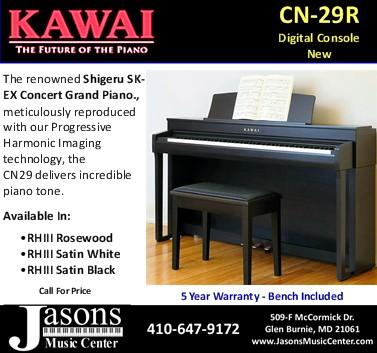 KAWAI
THE FUTURE OF THE PIANO
CN-29R
Digital Console
New
The renowned Shigeru SK-
EX Concert Grand Piano.,
meticulously reproduced
with our Progressive
Harmonic Imaging
technology, the
CN29 delivers incredible
piano tone.
Available In:
•RHIII Rosewood
•RHIII Satin White
•RHIII Satin Black
Call For Price
KAWAI
5 Year Warranty - Bench Included
Jasons
Music Center
410-647-9172
509-F McCormick Dr.
Glen Burnie, MD 21061
www.JasonsMusicCenter.com